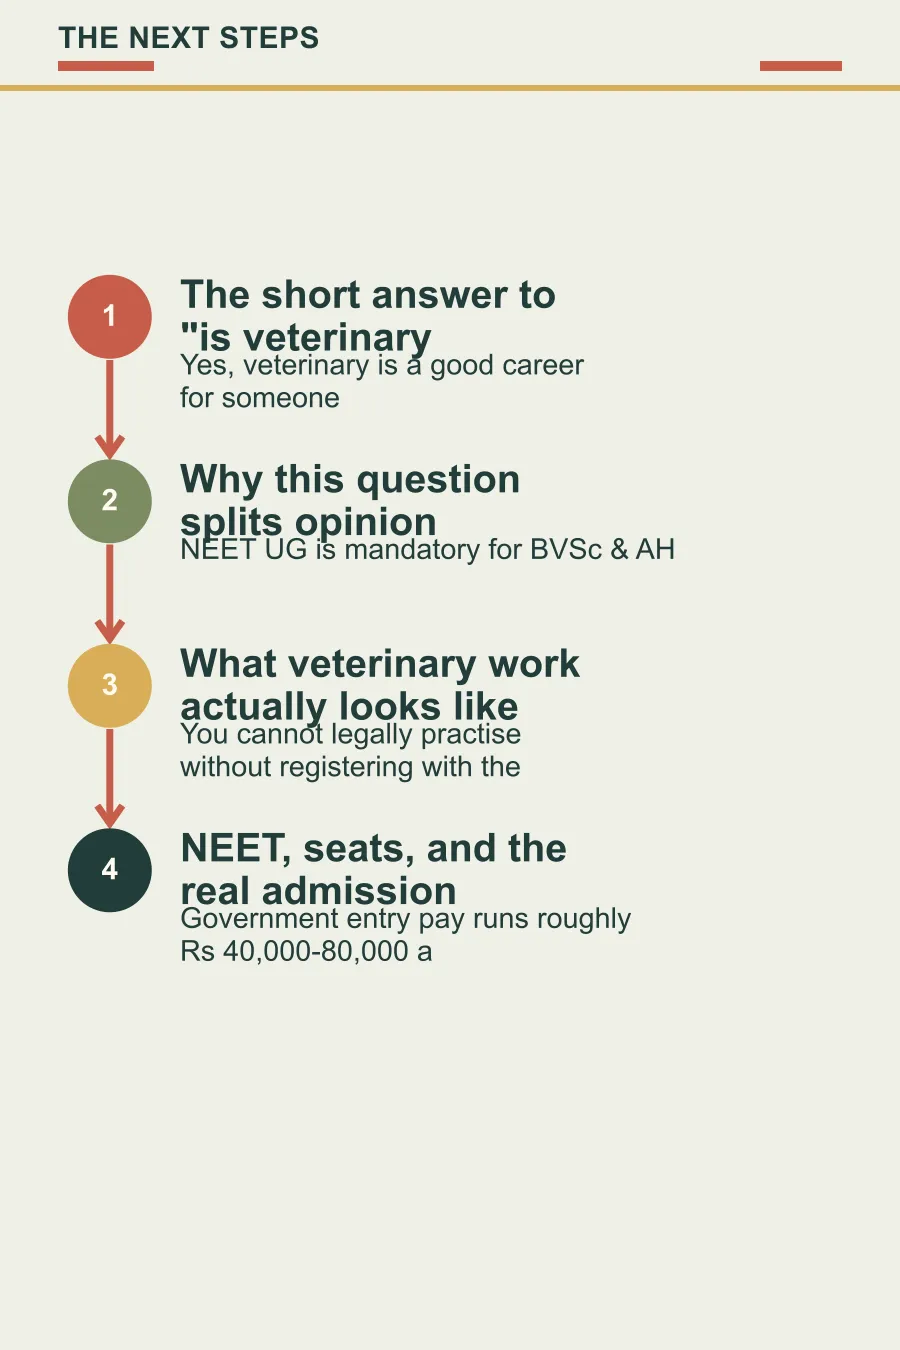 THE NEXT STEPS
1
The short answer to
"is veterinary
Yes, veterinary is a good career
for someone
2
Why this question
splits opinion
NEET UG is mandatory for BVSc & AH
3
What veterinary work
actually looks like
You cannot legally practise
without registering with the
4
NEET, seats, and the
real admission
Government entry pay runs roughly
Rs 40,000-80,000 a